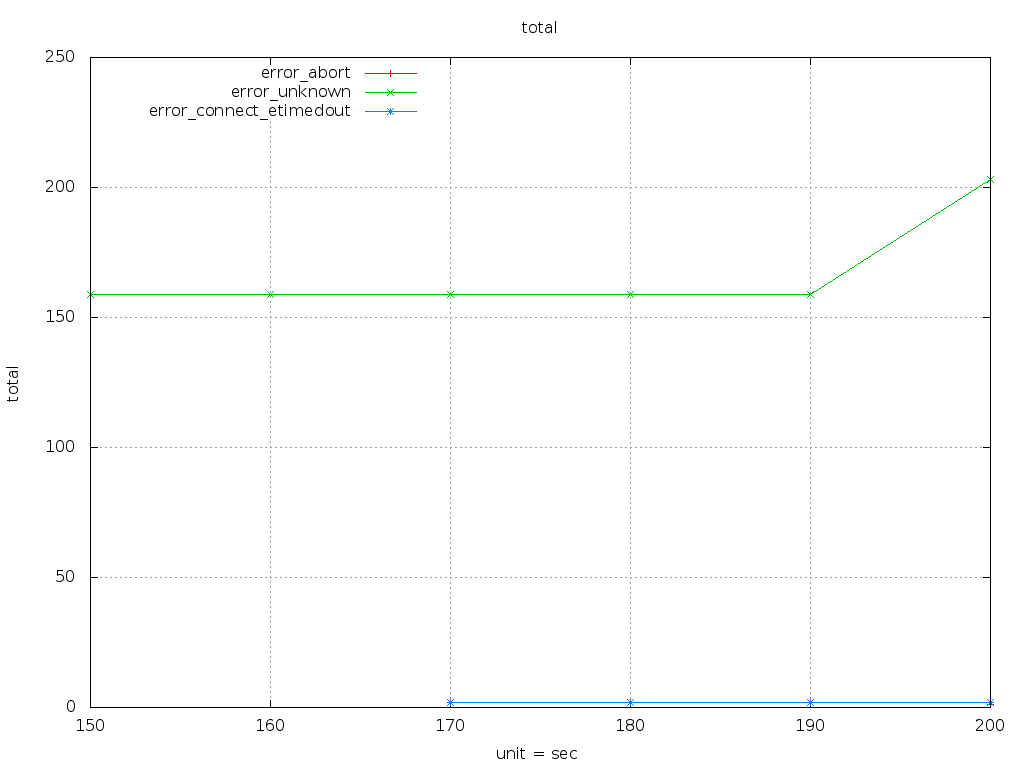 total
250
error_abort
error_unknown
error_connect_etimedout
200
150
total
100
50
0
150 160 170 180 190 200
unit = sec